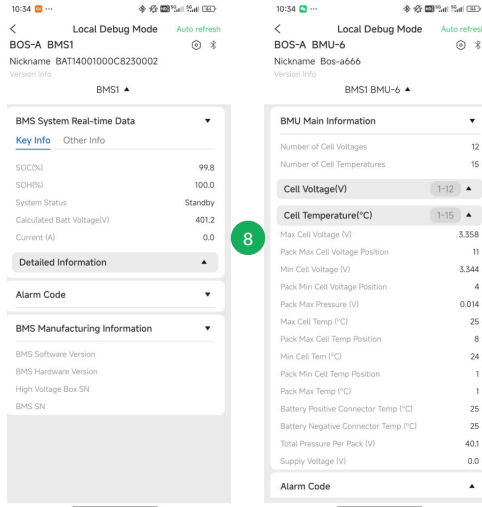 10:34
Local Debug Mode Auto refresh
BOS-A BMS1
Nickname BAT14001000C8230002
Version Info
BMS1
BMS System Real-time Data
Key Info Other Info
SOC(%) 99.8
SOH(%) 100.0
System Status Standby
Calculated Batt Voltage(V) 401.2
Current (A) 0.0
Detailed Information
Alarm Code
BMS Manufacturing Information
BMS Software Version
BMS Hardware Version
High Voltage Box SN
BMS SN
8
10:34
Local Debug Mode Auto refresh
BOS-A BMU-6
Nickname Bos-a666
Version Info
BMS1 BMU-6
BMU Main Information
Number of Cell Voltages 12
Number of Cell Temperatures 15
Cell Voltage(V) 1-12
Cell Temperature(°C) 1-15
Max Cell Voltage (V) 3.358
Pack Max Cell Voltage Position 11
Min Cell Voltage (V) 3.344
Pack Min Cell Voltage Position 4
Pack Max Pressure (V) 0.014
Max Cell Temp (°C) 25
Pack Max Cell Temp Position 8
Min Cell Tem (°C) 24
Pack Min Cell Temp Position 1
Pack Max Temp (°C) 1
Battery Positive Connector Temp (°C) 25
Battery Negative Connector Temp (°C) 25
Total Pressure Per Pack (V) 40.1
Supply Voltage (V) 0.0
Alarm Code